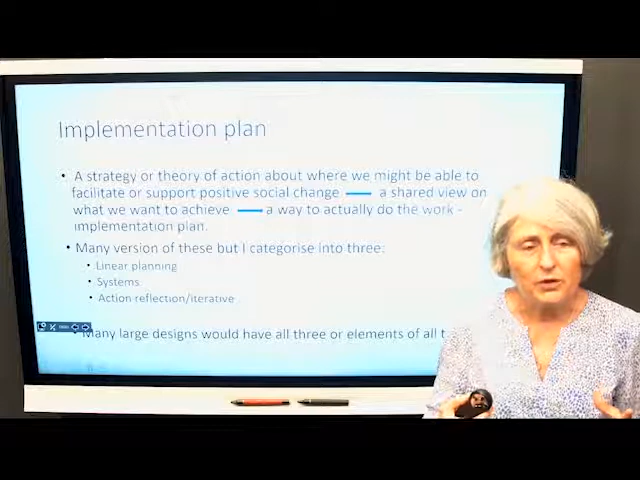 Implementation plan
• A strategy or theory of action about where we might be able to
facilitate or support positive social change — a shared view on
what we want to achieve — a way to actually do the work -
implementation plan.
• Many version of these but I categorise into three:
• Linear planning
• Systems
• Action reflection/iterative
Many large designs would have all three or elements of all t